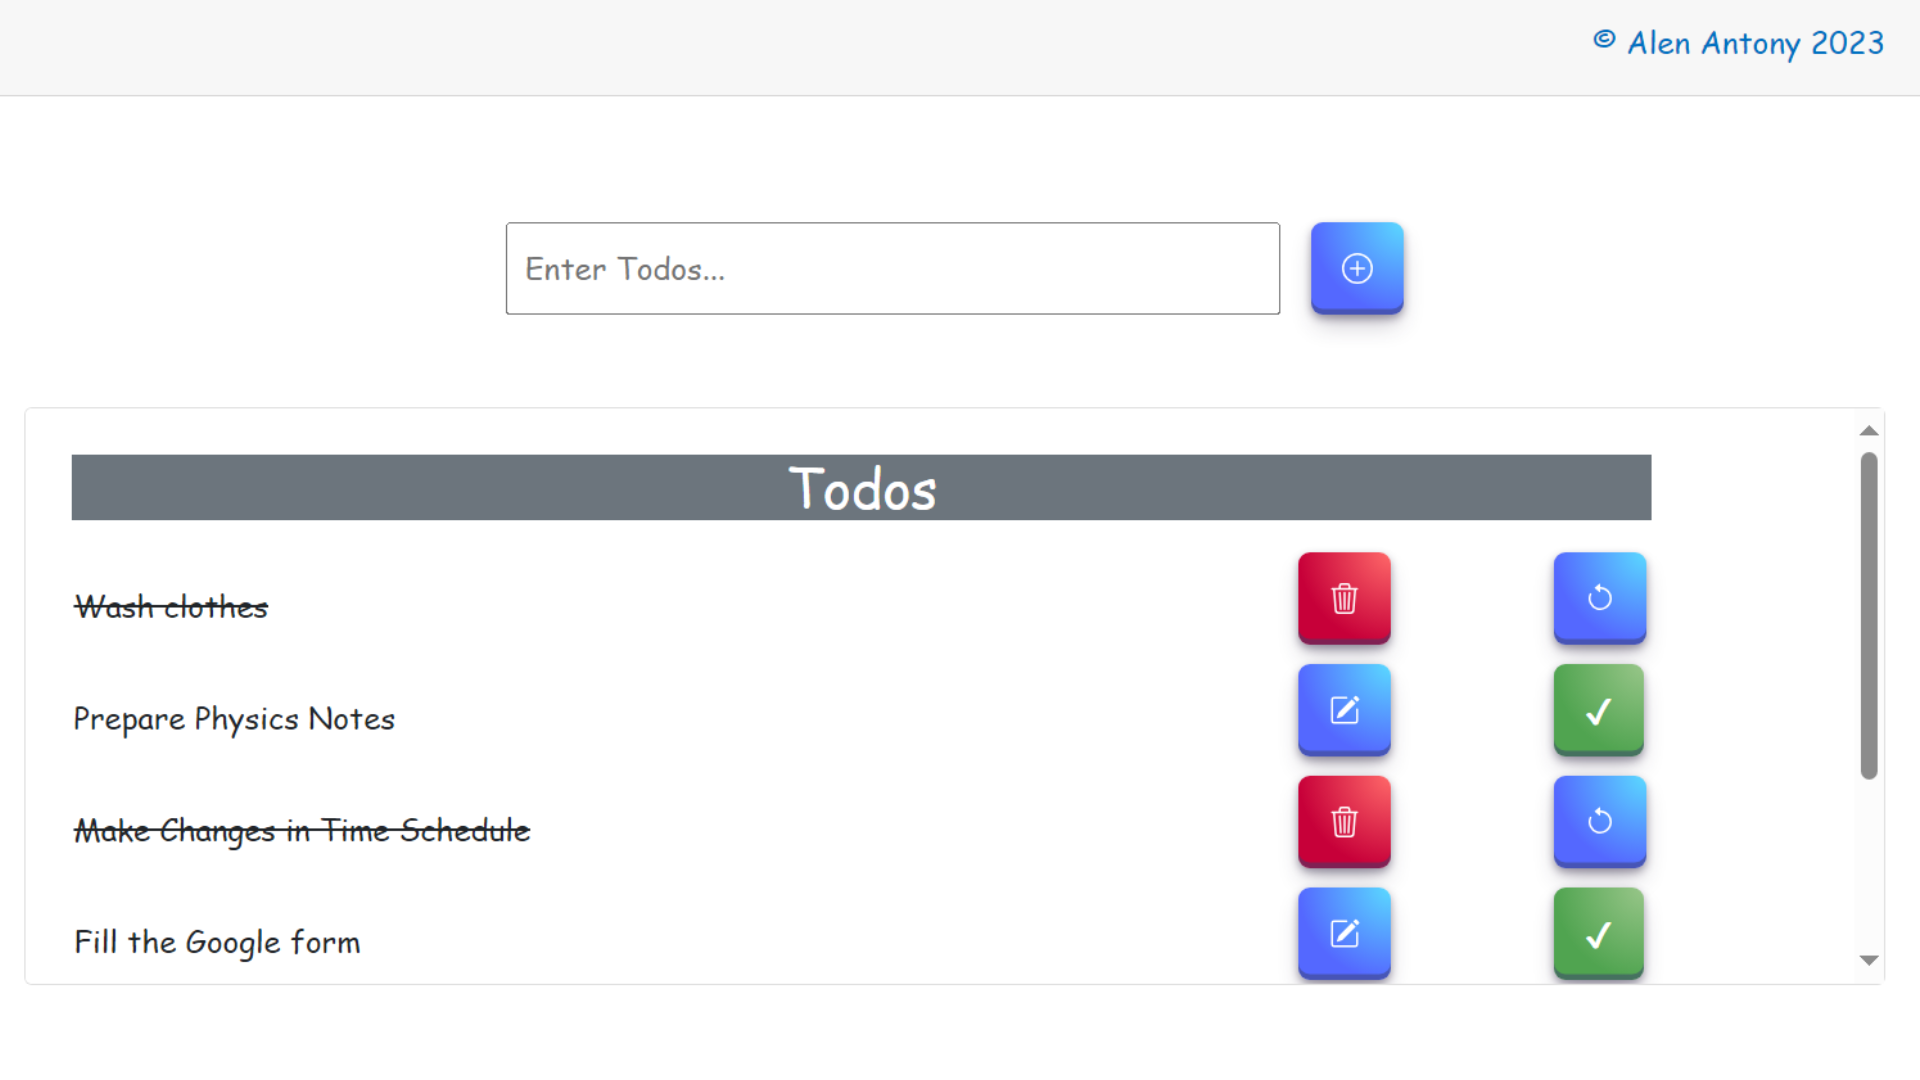 © Alen Antony 2023
Enter Todos...
Todos
Wash clothes
Prepare Physics Notes
Make Changes in Time Schedule
Fill the Google form